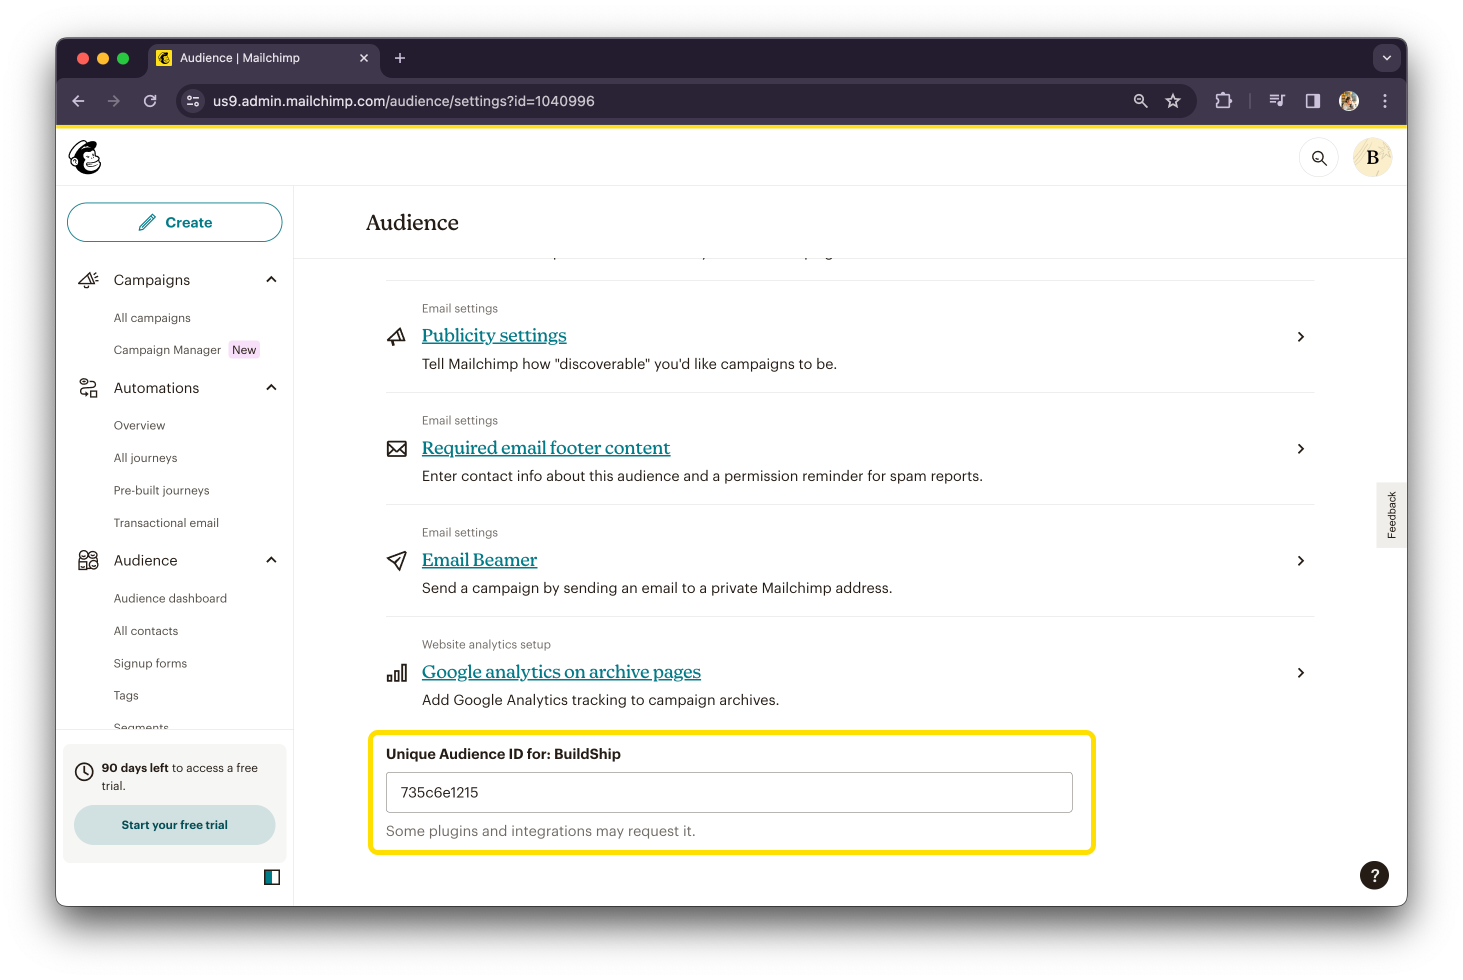 Audience | Mailchimp
us9.admin.mailchimp.com/audience/settings?id=1040996
B
Create
Audience
Campaigns
All campaigns
Campaign Manager New
Automations
Overview
All journeys
Pre-built journeys
Transactional email
Audience
Audience dashboard
All contacts
Signup forms
Tags
Segments
90 days left to access a free
trial.
Start your free trial
Email settings
Publicity settings
Tell Mailchimp how "discoverable" you'd like campaigns to be.
Email settings
Required email footer content
Enter contact info about this audience and a permission reminder for spam reports.
Email settings
Email Beamer
Send a campaign by sending an email to a private Mailchimp address.
Website analytics setup
Google analytics on archive pages
Add Google Analytics tracking to campaign archives.
Unique Audience ID for: BuildShip
735c6e1215
Some plugins and integrations may request it.
Feedback
?